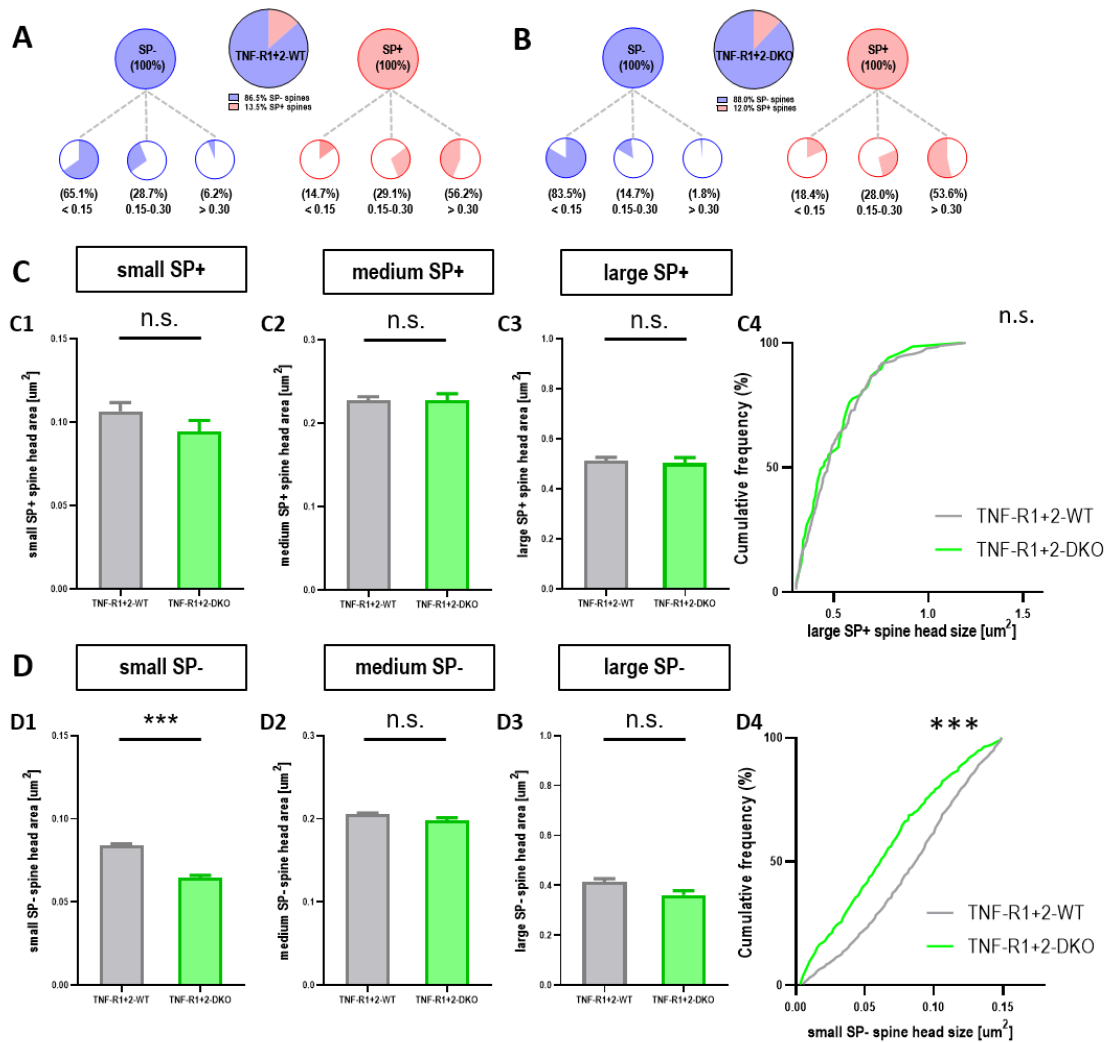 A
SP-
(100%)
TNF-R1+2-WT
86.5% SP- spines
13.5% SP+ spines
SP+
(100%)
(65.1%)
< 0.15
(28.7%)
0.15-0.30
(6.2%)
> 0.30
(14.7%)
< 0.15
(29.1%)
0.15-0.30
(56.2%)
> 0.30
B
SP-
(100%)
TNF-R1+2-DKO
88.0% SP- spines
12.0% SP+ spines
SP+
(100%)
(83.5%)
< 0.15
(14.7%)
0.15-0.30
(1.8%)
> 0.30
(18.4%)
< 0.15
(28.0%)
0.15-0.30
(53.6%)
> 0.30
C
small SP+
medium SP+
large SP+
C1
n.s.
small SP+ spine head area [um²]
0.15
0.10
0.05
0.00
TNF-R1+2-WT
TNF-R1+2-DKO
C2
n.s.
medium SP+ spine head area [um²]
0.3
0.2
0.1
0.0
TNF-R1+2-WT
TNF-R1+2-DKO
C3
n.s.
large SP+ spine head area [um²]
1.0
0.8
0.6
0.4
0.2
0.0
TNF-R1+2-WT
TNF-R1+2-DKO
C4
n.s.
Cumulative frequency (%)
100
50
0
TNF-R1+2-WT
TNF-R1+2-DKO
0.5
1.0
1.5
large SP+ spine head size [um²]
D
small SP-
medium SP-
large SP-
D1
***
small SP- spine head area [um²]
0.15
0.10
0.05
0.00
TNF-R1+2-WT
TNF-R1+2-DKO
D2
n.s.
medium SP- spine head area [um²]
0.3
0.2
0.1
0.0
TNF-R1+2-WT
TNF-R1+2-DKO
D3
n.s.
large SP- spine head area [um²]
1.0
0.8
0.6
0.4
0.2
0.0
TNF-R1+2-WT
TNF-R1+2-DKO
D4
***
Cumulative frequency (%)
100
50
0
TNF-R1+2-WT
TNF-R1+2-DKO
0.00
0.05
0.10
0.15
small SP- spine head size [um²]